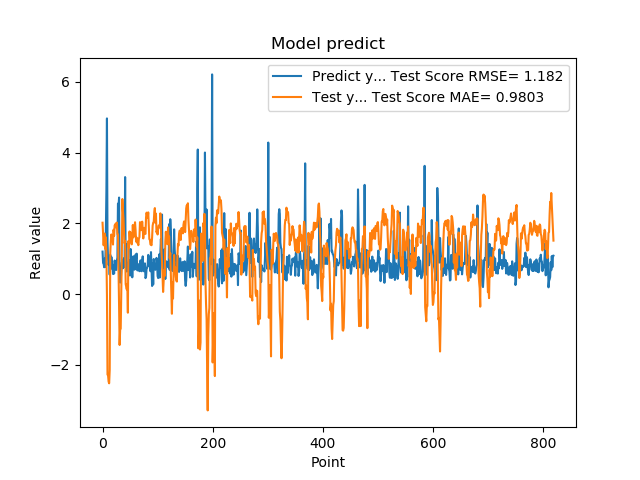 Model predict
Predict y... Test Score RMSE= 1.182
Test y... Test Score MAE= 0.9803
6
4
2
0
−2
Real value
0 200 400 600 800
Point